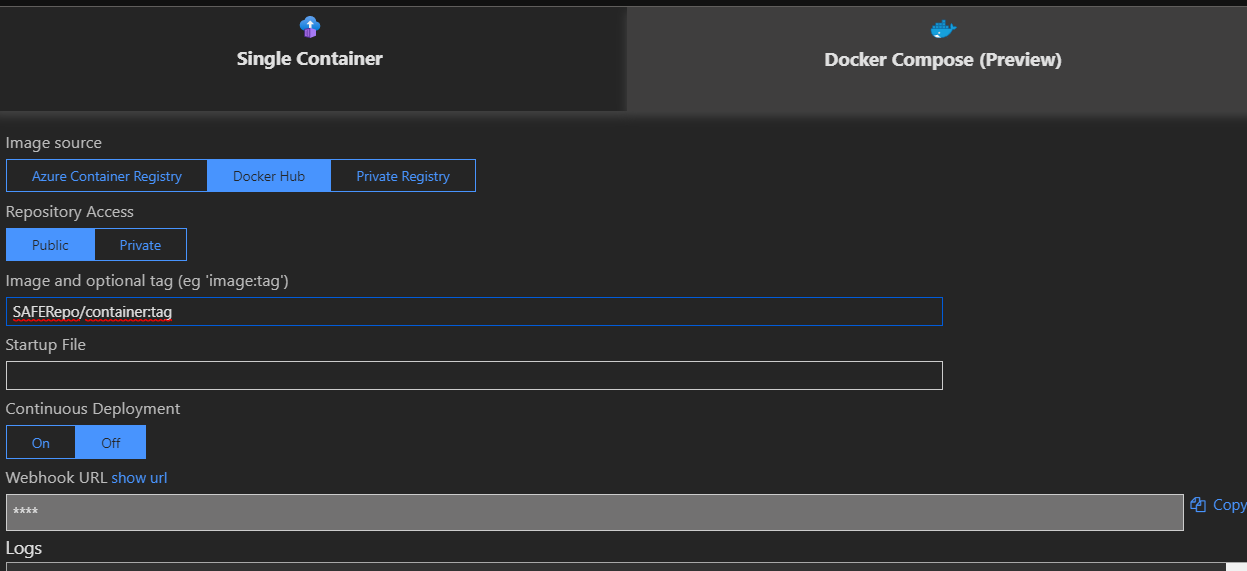 Single Container
Docker Compose (Preview)
Image source
Azure Container Registry
Docker Hub
Private Registry
Repository Access
Public
Private
Image and optional tag (eg 'image:tag')
SAFERepo/container:tag
Startup File
Continuous Deployment
On
Off
Webhook URL show url
****
Copy
Logs